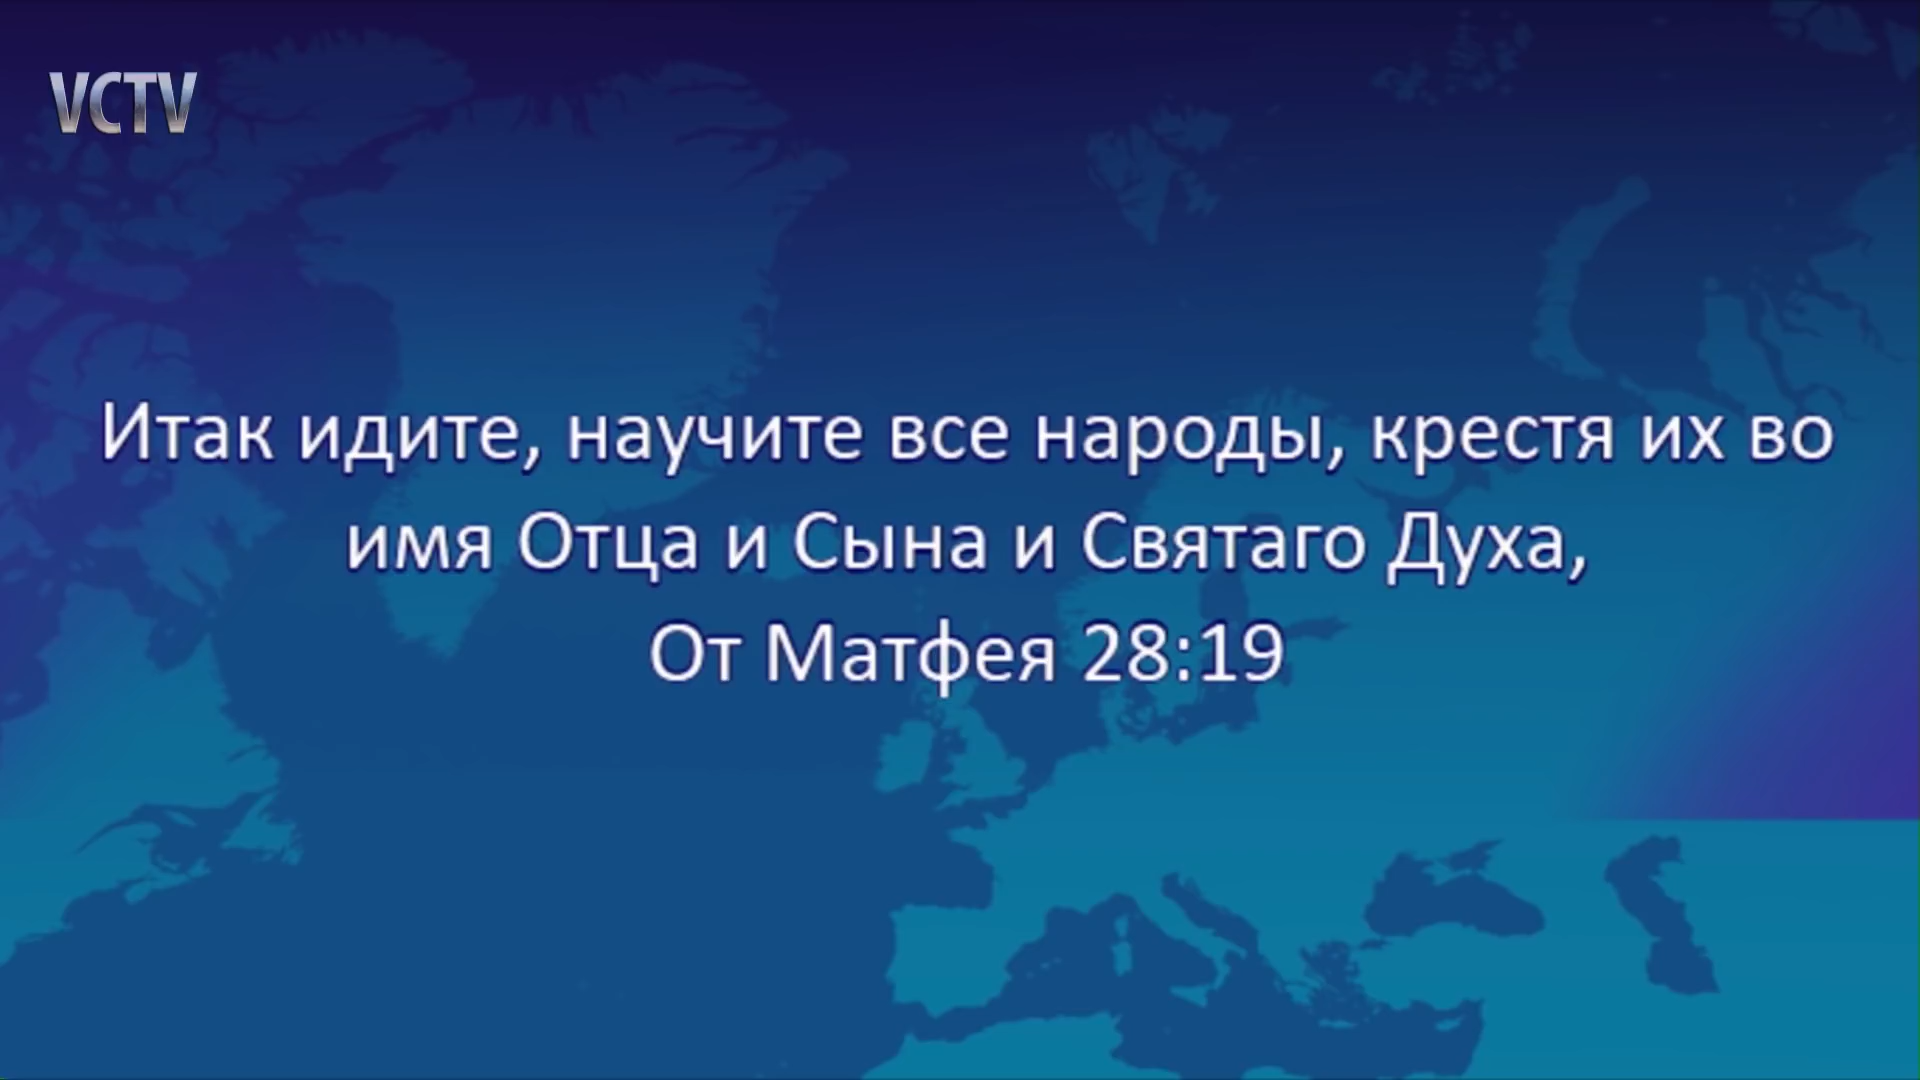 VCTV
Итак идите, научите все народы, крестя их во
имя Отца и Сына и Святаго Духа,
От Матфея 28:19